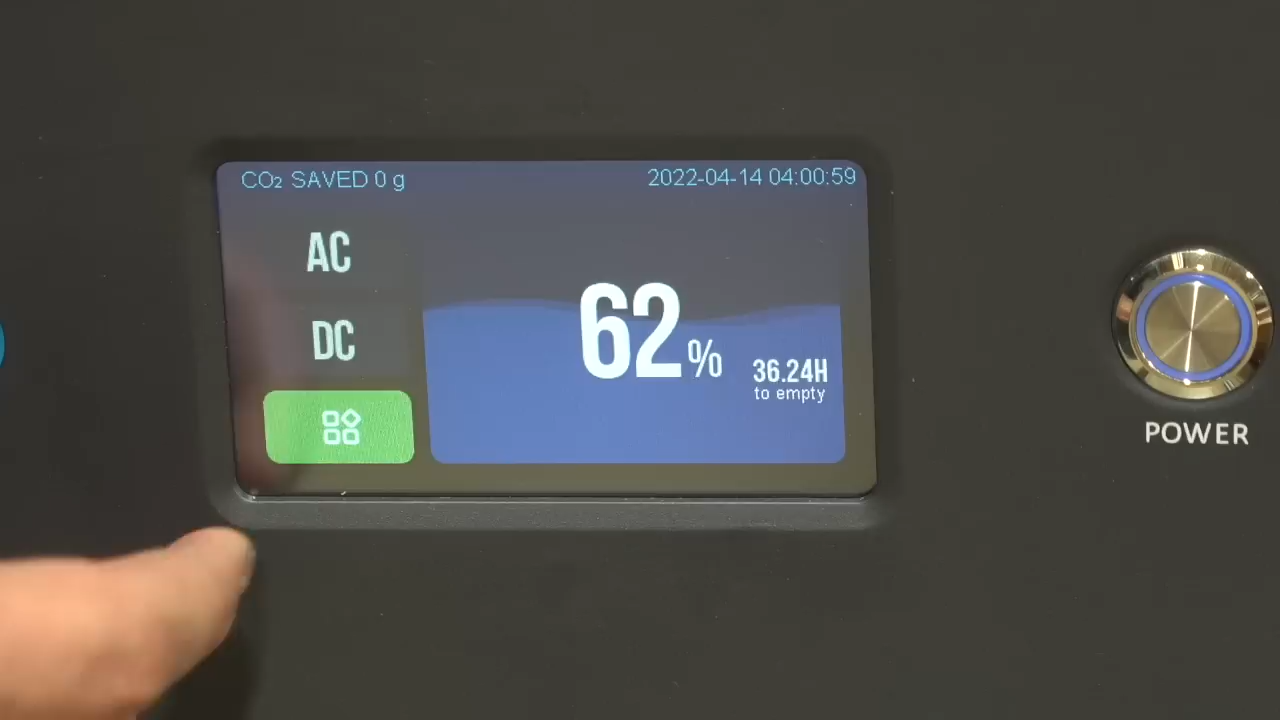 CO₂ SAVED 0 g
2022-04-14 04:00:59
AC
DC
62%
36.24H
to empty
POWER